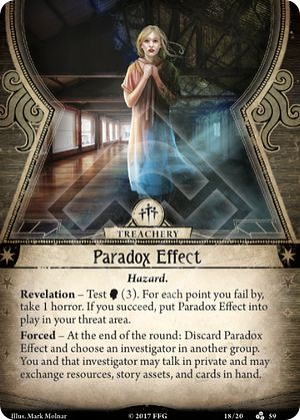 TREACHERY
Paradox Effect
Hazard.
Revelation – Test (3). For each point you fail by,
take 1 horror. If you succeed, put Paradox Effect into
play in your threat area.
Forced – At the end of the round: Discard Paradox
Effect and choose an investigator in another group.
You and that investigator may talk in private and may
exchange resources, story assets, and cards in hand.
Illus. Mark Molnar © 2017 FFG 18/20 59